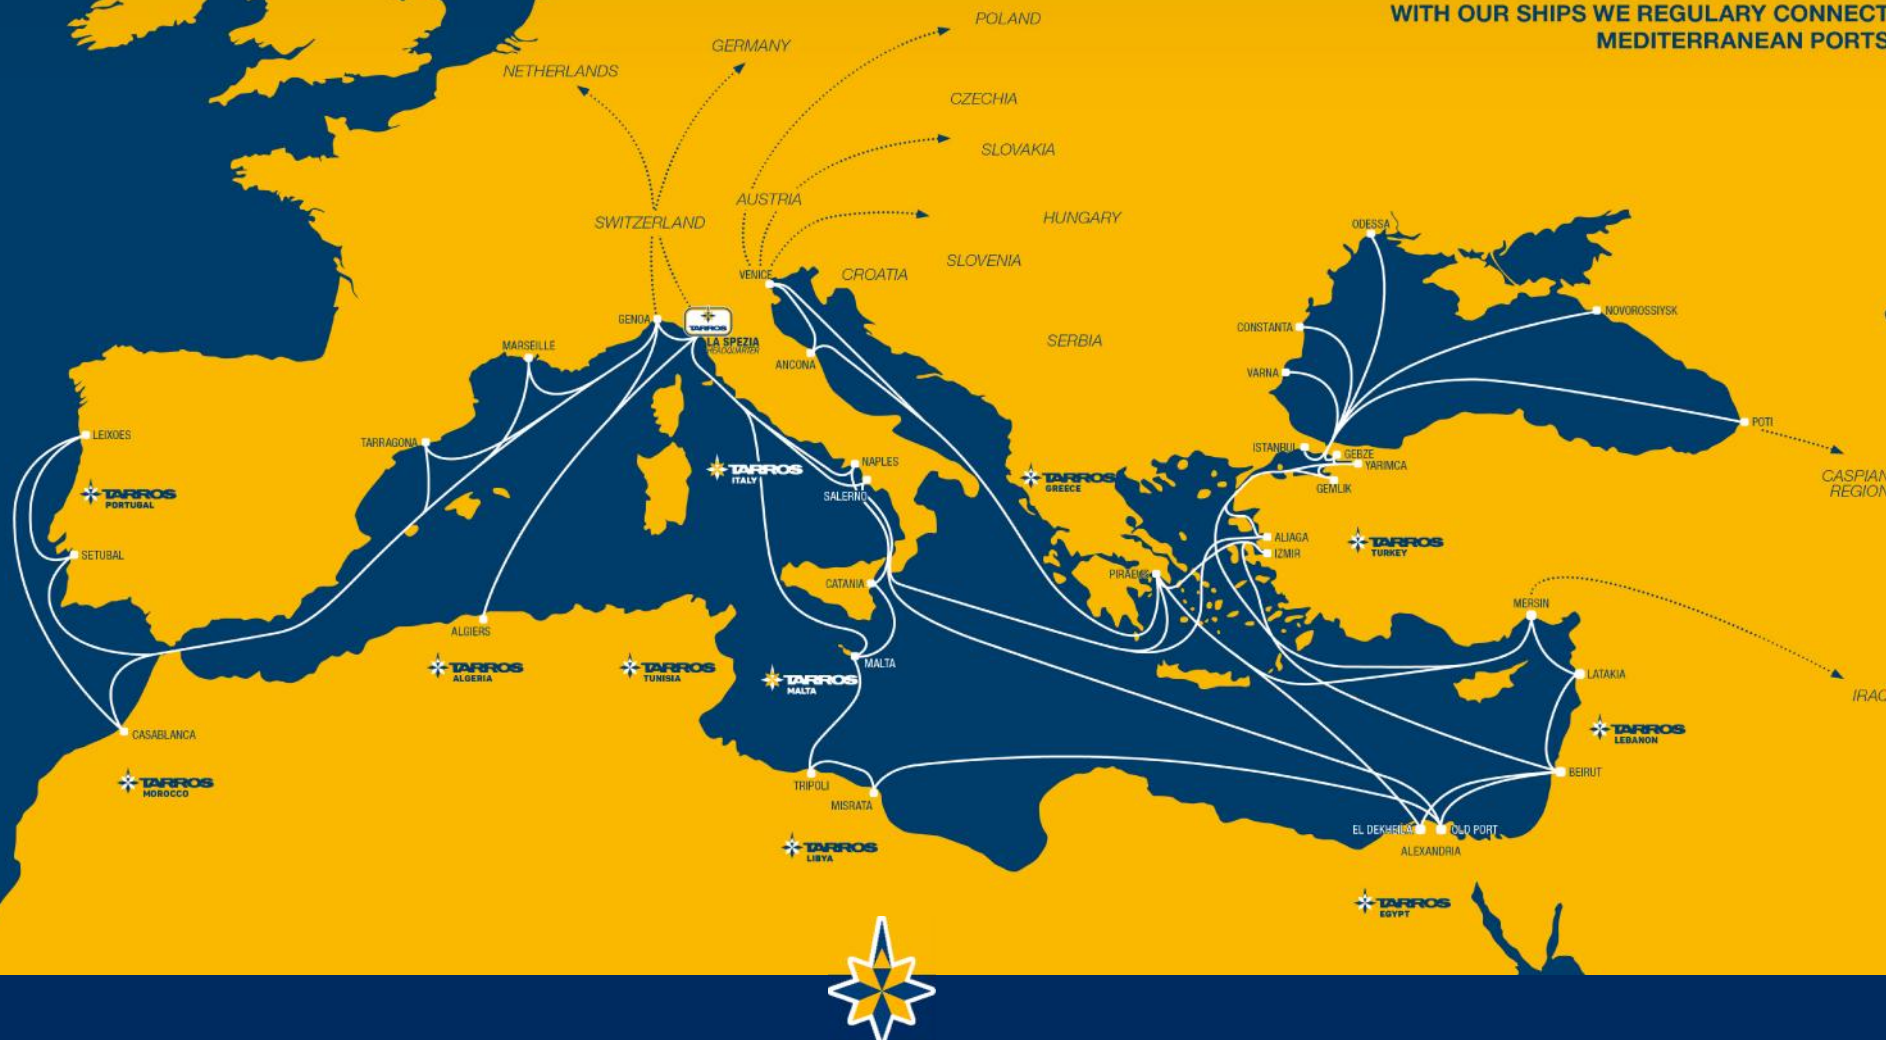 WITH OUR SHIPS WE REGULARY CONNECT
MEDITERRANEAN PORTS
POLAND
GERMANY
NETHERLANDS
CZECHIA
SLOVAKIA
AUSTRIA
SWITZERLAND
HUNGARY
ODESSA
SLOVENIA
VENICE
CROATIA
NOVOROSSIYSK
GENOA
TARROS
LA SPEZIA
HEADQUARTER
CONSTANTA
SERBIA
MARSEILLE
ANCONA
VARNA
POTI
LEIXOES
TARRAGONA
ISTANBUL
GEBZE
YARIMCA
NAPLES
TARROS
ITALY
TARROS
GREECE
GEMLIK
CASPIAN
REGION
TARROS
PORTUGAL
SALERNO
ALIAGA
IZMIR
TARROS
TURKEY
SETUBAL
CATANIA
PIRAEUS
MERSIN
ALGIERS
MALTA
TARROS
ALGERIA
TARROS
TUNISIA
TARROS
MALTA
LATAKIA
IRAC
TARROS
LEBANON
CASABLANCA
BEIRUT
TARROS
MOROCCO
TRIPOLI
MISRATA
EL DEKHEILA
OLD PORT
ALEXANDRIA
TARROS
LIBYA
TARROS
EGYPT